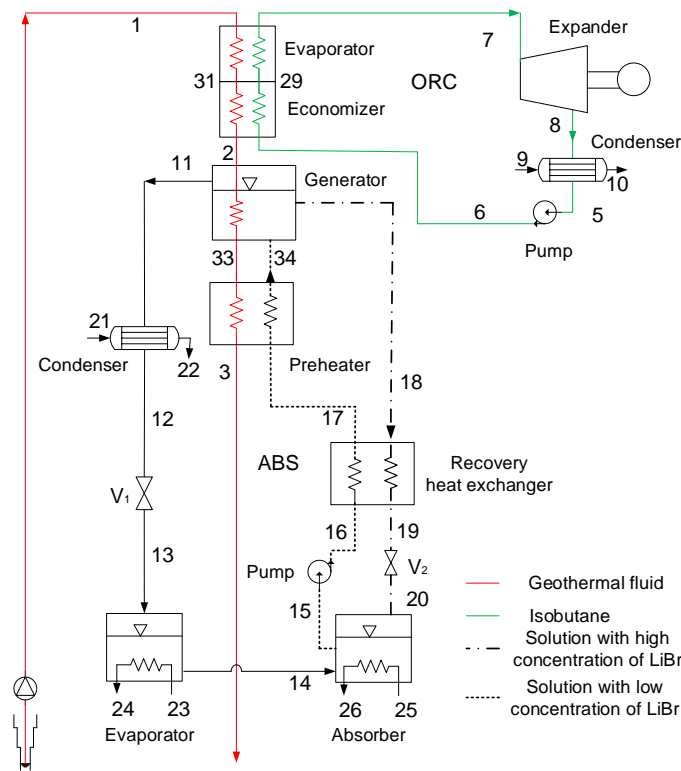 1
7
Expander
Evaporator
31
29
ORC
Economizer
8
Condenser
2
9
10
11
Generator
6
5
Pump
33
34
21
Preheater
Condenser
22
3
18
12
17
ABS
Recovery
heat exchanger
V1
16
19
13
Pump
V2
Geothermal fluid
15
20
Isobutane
Solution with high
concentration of LiBr
14
Solution with low
concentration of LiBr
24
23
26
25
Evaporator
Absorber